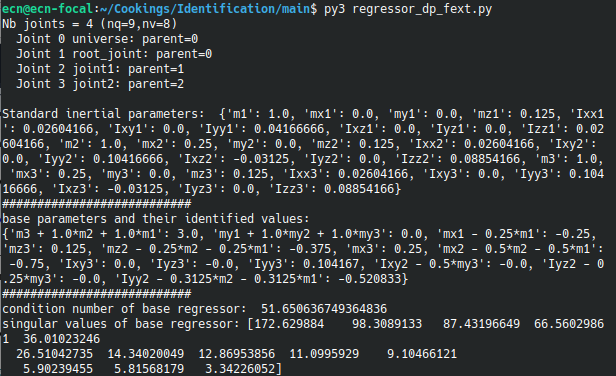 ecn@ecn-focal:~/Cookings/Identification/main$ py3 regressor_dp_fext.py
Nb joints = 4 (nq=9,nv=8)
  Joint 0 universe: parent=0
  Joint 1 root_joint: parent=0
  Joint 2 joint1: parent=1
  Joint 3 joint2: parent=2

Standard inertial parameters:  {'m1': 1.0, 'mx1': 0.0, 'my1': 0.0, 'mz1': 0.125, 'Ixx1
': 0.02604166, 'Ixy1': 0.0, 'Iyy1': 0.04166666, 'Ixz1': 0.0, 'Iyz1': 0.0, 'Izz1': 0.02
604166, 'm2': 1.0, 'mx2': 0.25, 'my2': 0.0, 'mz2': 0.125, 'Ixx2': 0.02604166, 'Ixy2': 
0.0, 'Iyy2': 0.10416666, 'Ixz2': -0.03125, 'Iyz2': 0.0, 'Izz2': 0.08854166, 'm3': 1.0,
 'mx3': 0.25, 'my3': 0.0, 'mz3': 0.125, 'Ixx3': 0.02604166, 'Ixy3': 0.0, 'Iyy3': 0.104
16666, 'Ixz3': -0.03125, 'Iyz3': 0.0, 'Izz3': 0.08854166}
###########################
base parameters and their identified values:
{'m3 + 1.0*m2 + 1.0*m1': 3.0, 'my1 + 1.0*my2 + 1.0*my3': 0.0, 'mx1 - 0.25*m1': -0.25,
'mz3': 0.125, 'mz2 - 0.25*m2 - 0.25*m1': -0.375, 'mx3': 0.25, 'mx2 - 0.5*m2 - 0.5*m1':
 -0.75, 'Ixy3': 0.0, 'Iyz3': -0.0, 'Iyy3': 0.104167, 'Ixy2 - 0.5*my3': -0.0, 'Iyz2 - 0
.25*my3': -0.0, 'Iyy2 - 0.3125*m2 - 0.3125*m1': -0.520833}
###########################
condition number of base regressor:  51.650636749364836
singular values of base regressor: [172.629884    98.3089133   87.43196649  66.5602986
1  36.01023246
  26.51042735  14.34020049  12.86953856  11.0995929    9.10466121
   5.90239455   5.81568179   3.34226052]